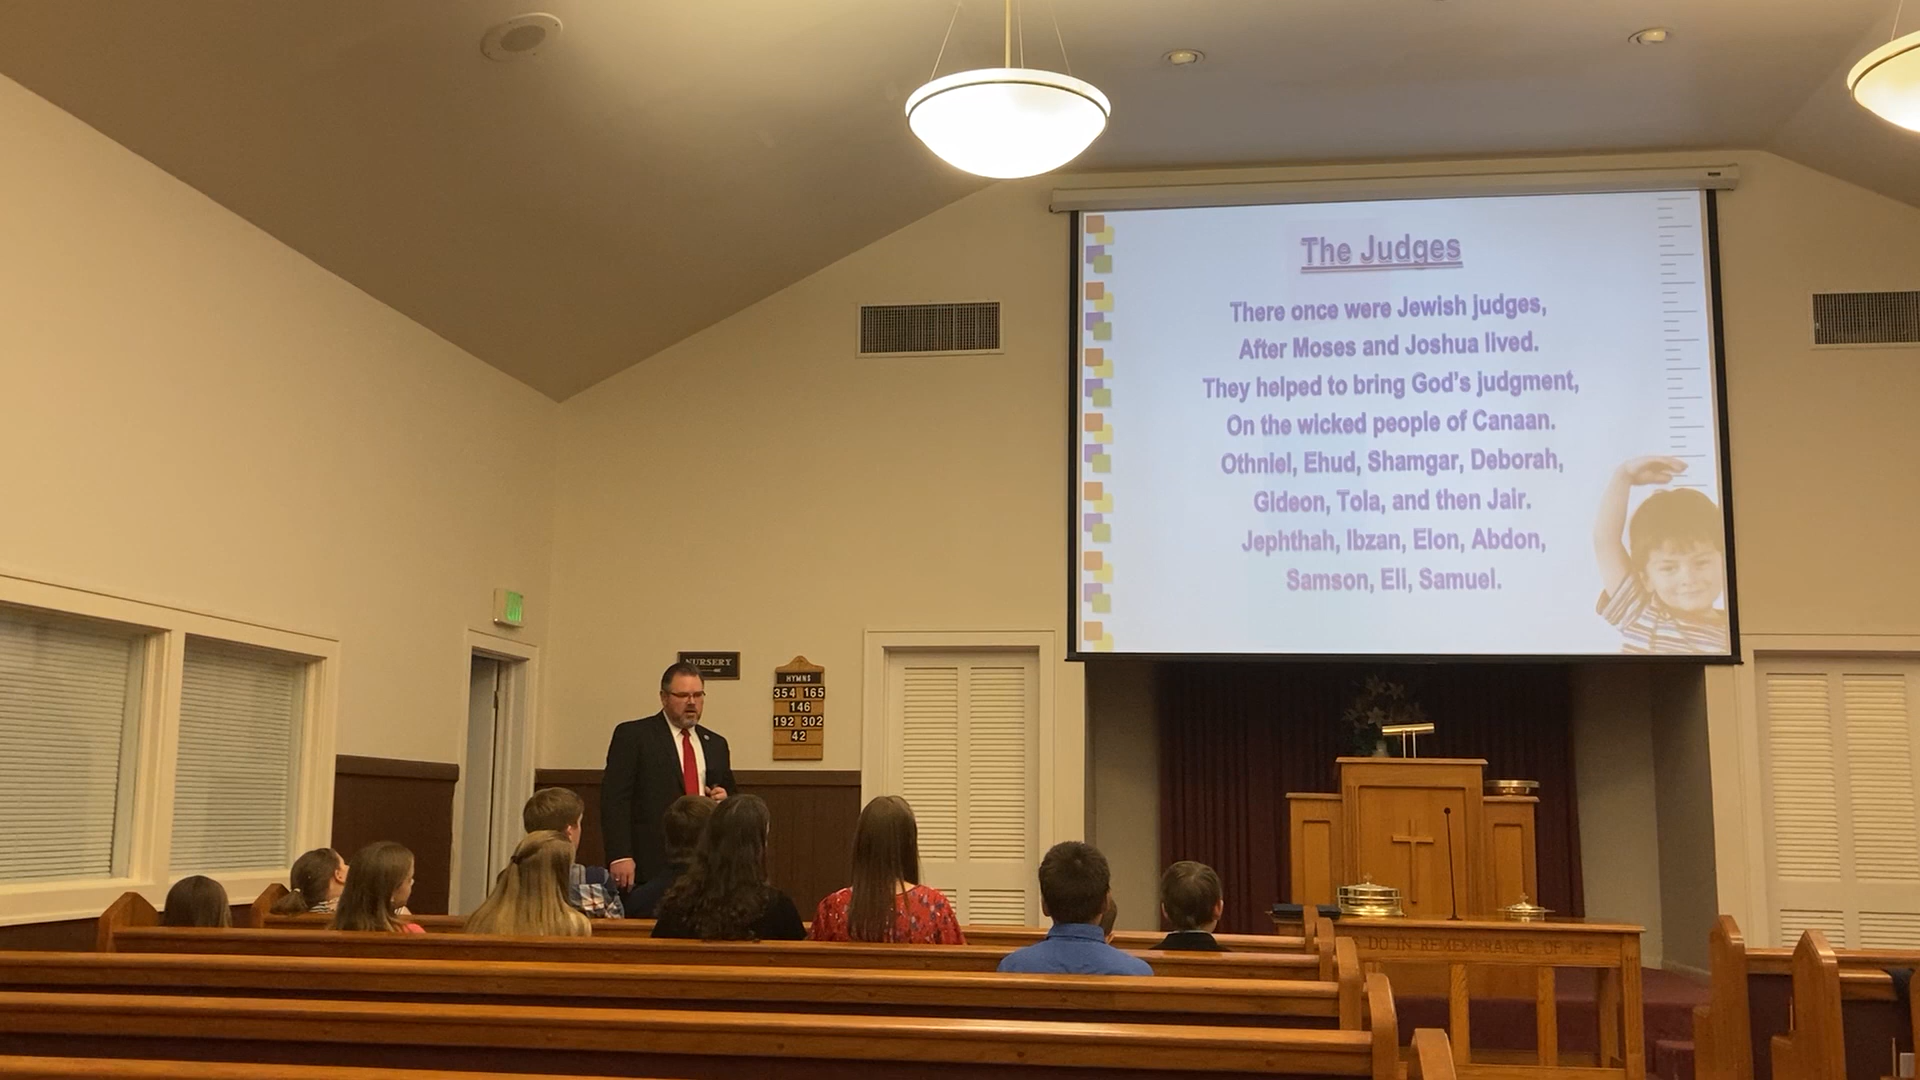 The Judges
There once were Jewish judges,
After Moses and Joshua lived.
They helped to bring God's judgment,
On the wicked people of Canaan.
Othniel, Ehud, Shamgar, Deborah,
Gideon, Tola, and then Jair.
Jephthah, Ibzan, Elon, Abdon,
Samson, Eli, Samuel.
NURSERY
HYMNS
354 165
146
192 302
42
DO IN REMEMBRANCE OF ME